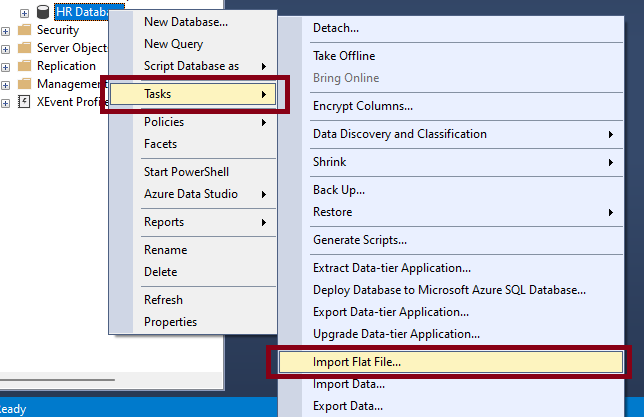 HR Databas
Security
Server Object
Replication
Management
XEvent Profile
New Database...
New Query
Script Database as
Tasks
Policies
Facets
Start PowerShell
Azure Data Studio
Reports
Rename
Delete
Refresh
Properties
Detach...
Take Offline
Bring Online
Encrypt Columns...
Data Discovery and Classification
Shrink
Back Up...
Restore
Generate Scripts...
Extract Data-tier Application...
Deploy Database to Microsoft Azure SQL Database...
Export Data-tier Application...
Upgrade Data-tier Application...
Import Flat File...
Import Data...
Export Data...
Ready